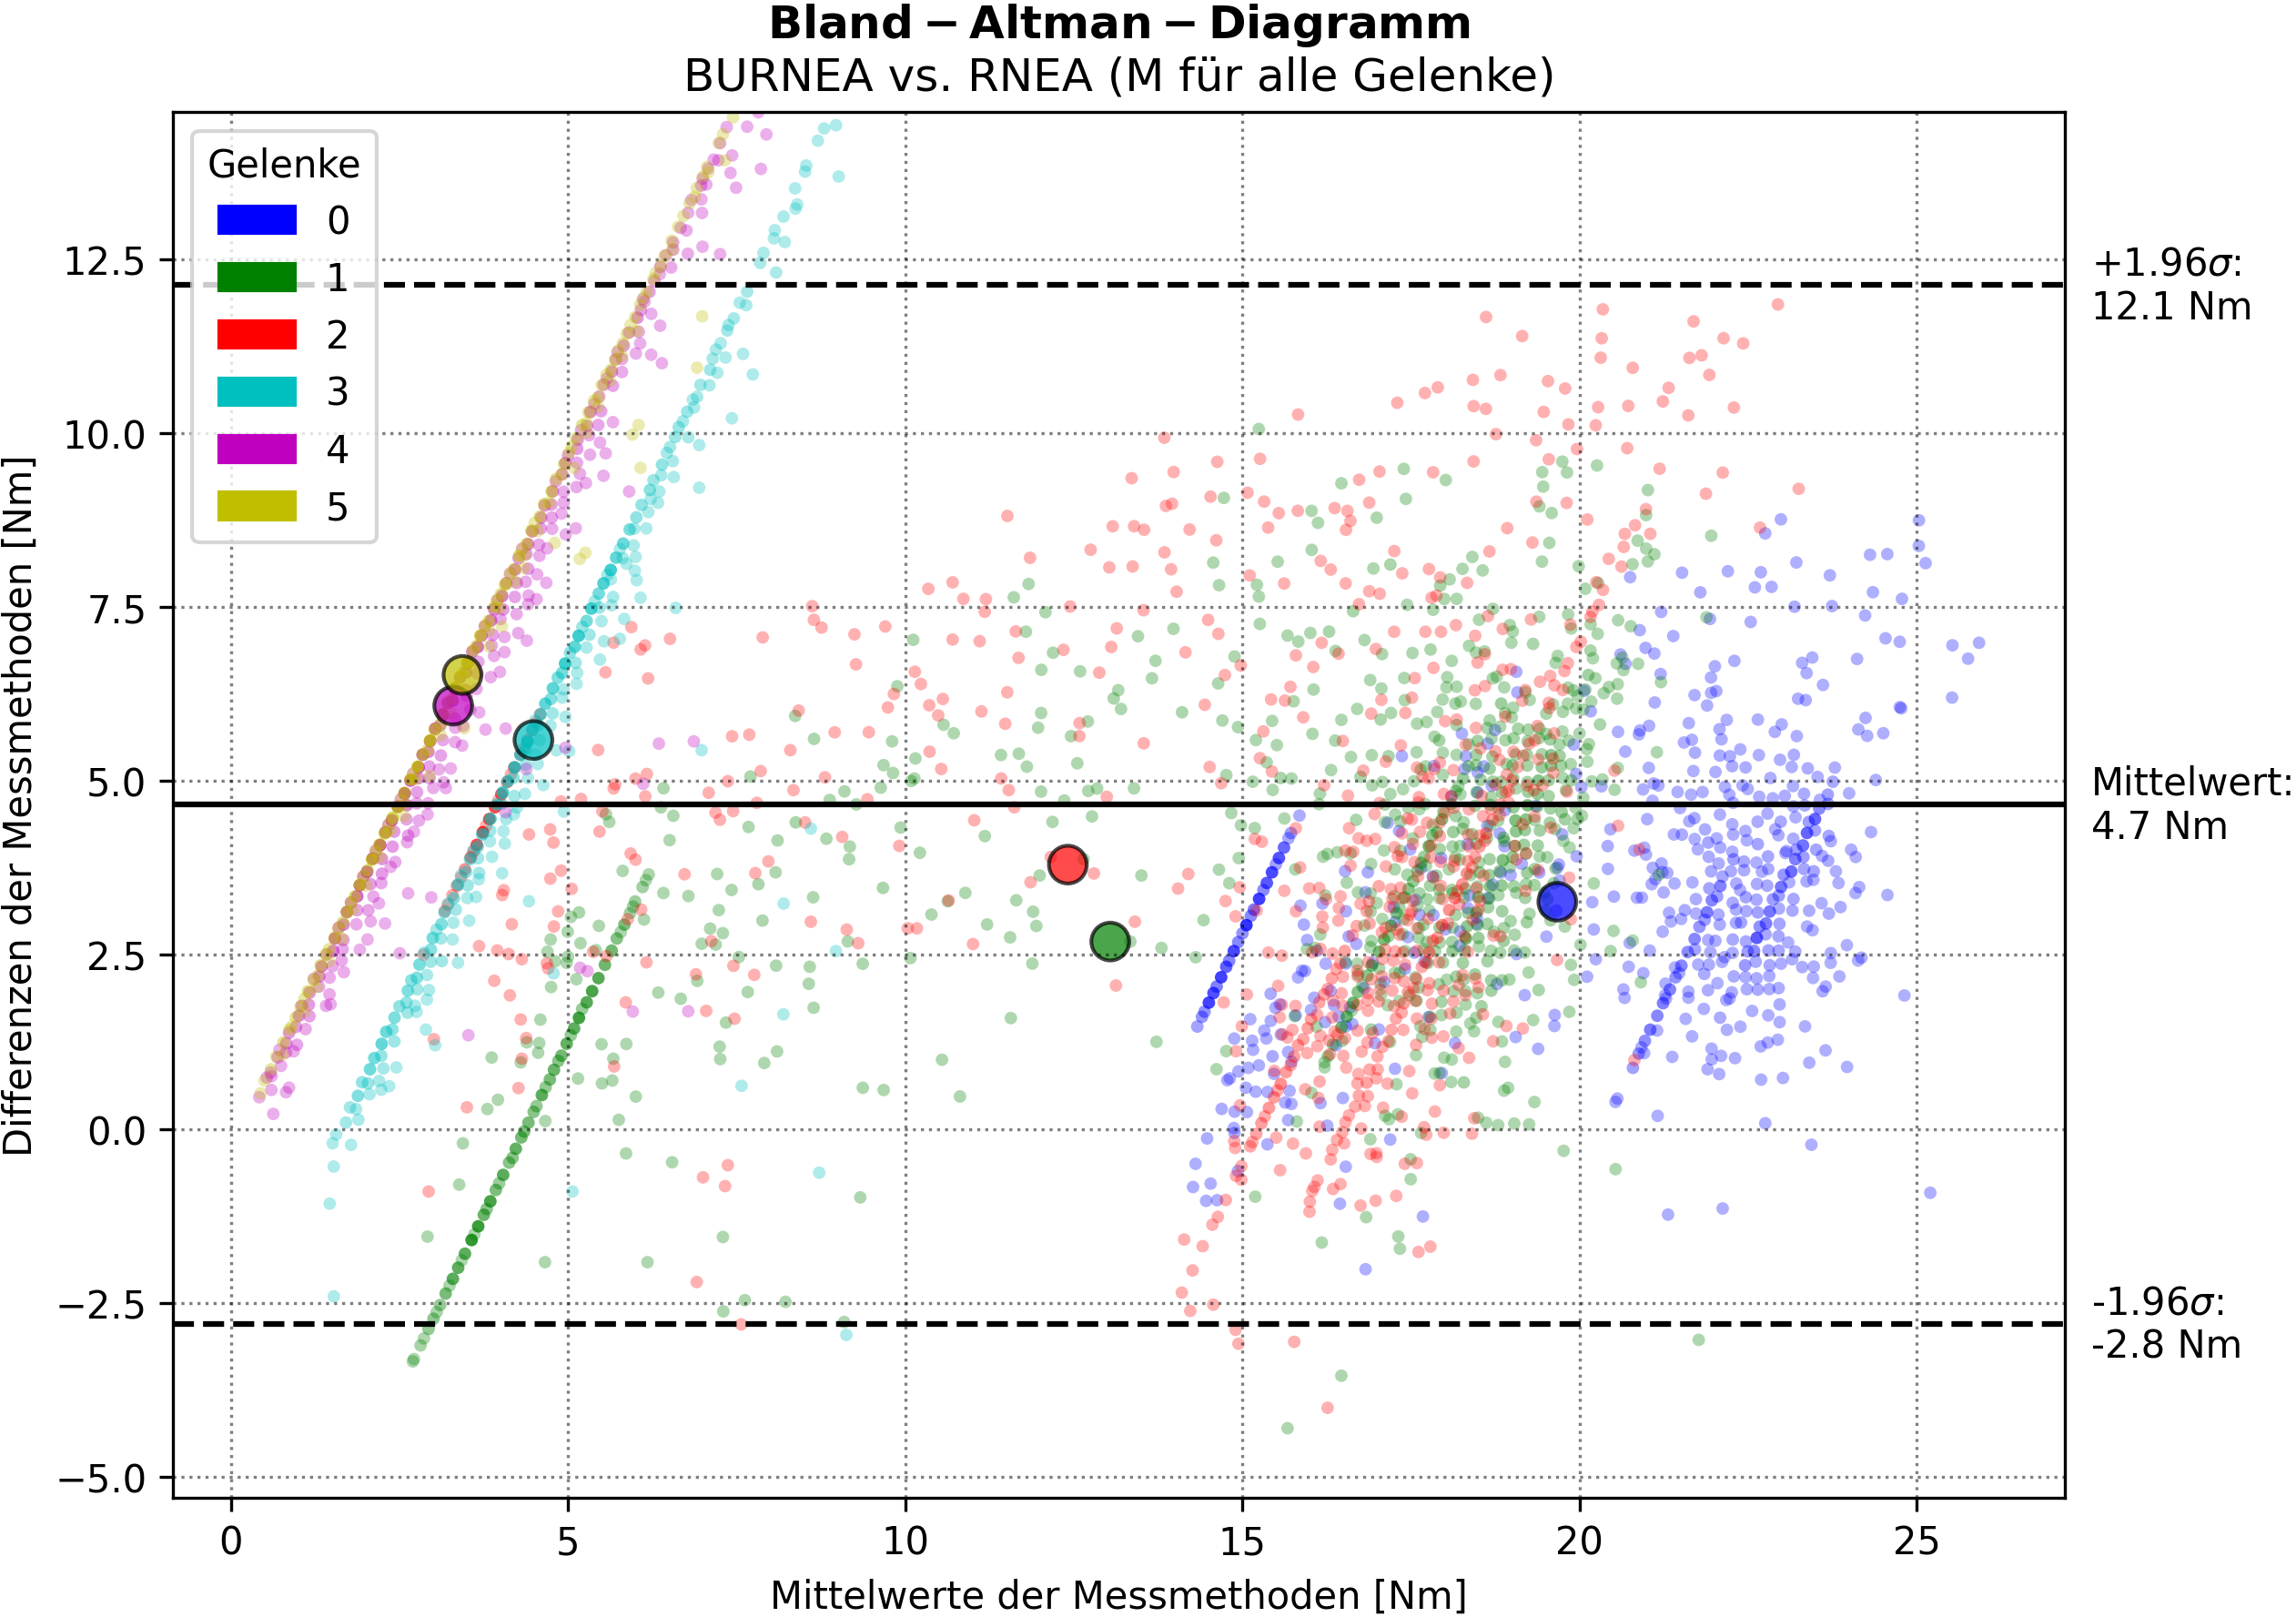 Bland − Altman − Diagramm
BURNEA vs. RNEA (M für alle Gelenke)
Gelenke
0
1
2
3
4
5
12.5
10.0
7.5
5.0
2.5
0.0
−2.5
−5.0
Differenzen der Messmethoden [Nm]
+1.96σ:
12.1 Nm
Mittelwert:
4.7 Nm
-1.96σ:
-2.8 Nm
0 5 10 15 20 25
Mittelwerte der Messmethoden [Nm]